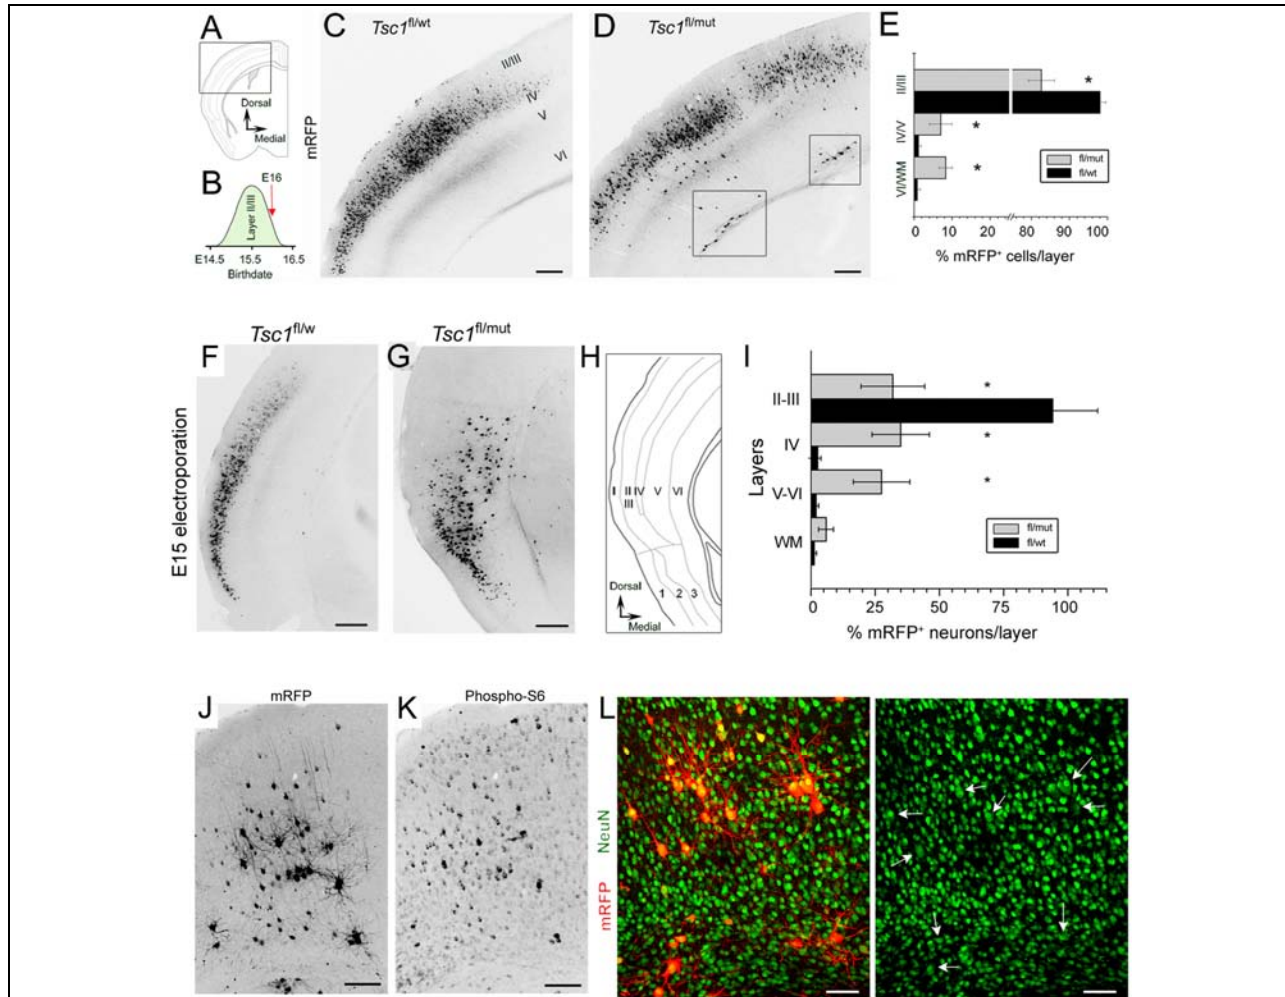 A
Dorsal
Medial
B
E16
Layer II/III
E14.5 15.5 16.5
Birthdate
mRFP
C Tsc1fl/wt
II/III
IV
V
VI
D Tsc1fl/mut
E
II/III
IV/V
VI/WM
*
*
*
fl/mut
fl/wt
0 10 20 80 90 100
% mRFP+ cells/layer
E15 electroporation
F Tsc1fl/w
G Tsc1fl/mut
H
I II III IV V VI
1 2 3
Dorsal
Medial
I
Layers
II-III
IV
V-VI
WM
*
*
*
fl/mut
fl/wt
0 25 50 75 100
% mRFP+ neurons/layer
J mRFP
K Phospho-S6
L
mRFP NeuN